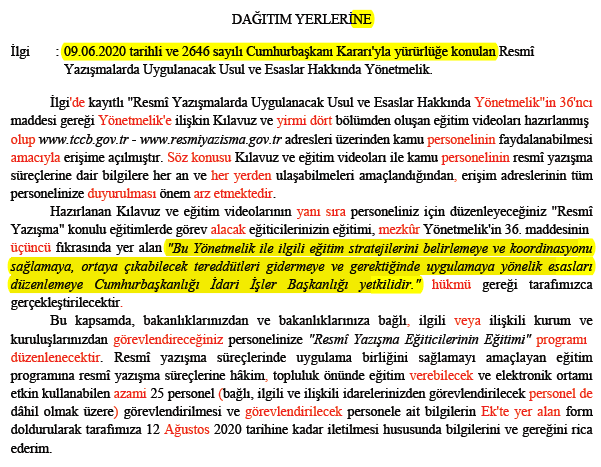 DAĞITIM YERLERİNE
İlgi : 09.06.2020 tarihli ve 2646 sayılı Cumhurbaşkanı Kararı'yla yürürlüğe konulan Resmî
Yazışmalarda Uygulanacak Usul ve Esaslar Hakkında Yönetmelik.
İlgi'de kayıtlı "Resmî Yazışmalarda Uygulanacak Usul ve Esaslar Hakkında Yönetmelik"in 36'ncı
maddesi gereği Yönetmelik'e ilişkin Kılavuz ve yirmi dört bölümden oluşan eğitim videoları hazırlanmış
olup www.tccb.gov.tr - www.resmiyazisma.gov.tr adresleri üzerinden kamu personelinin faydalanabilmesi
amacıyla erişime açılmıştır. Söz konusu Kılavuz ve eğitim videoları ile kamu personelinin resmî yazışma
süreçlerine dair bilgilere her an ve her yerden ulaşabilmeleri amaçlandığından, erişim adreslerinin tüm
personelinize duyurulması önem arz etmektedir.
Hazırlanan Kılavuz ve eğitim videolarının yanı sıra personeliniz için düzenleyeceğiniz "Resmî
Yazışma" konulu eğitimlerde görev alacak eğiticilerinizin eğitimi, mezkûr Yönetmelik'in 36. maddesinin
üçüncü fıkrasında yer alan "Bu Yönetmelik ile ilgili eğitim stratejilerini belirlemeye ve koordinasyonu
sağlamaya, ortaya çıkabilecek tereddütleri gidermeye ve gerektiğinde uygulamaya yönelik esasları
düzenlemeye Cumhurbaşkanlığı İdari İşler Başkanlığı yetkilidir." hükmü gereği tarafımızca
gerçekleştirilecektir.
Bu kapsamda, bakanlıklarınızdan ve bakanlıklarınıza bağlı, ilgili veya ilişkili kurum ve
kuruluşlarınızdan görevlendireceğiniz personelinize "Resmî Yazışma Eğiticilerinin Eğitimi" programı
düzenlenecektir. Resmî yazışma süreçlerinde uygulama birliğini sağlamayı amaçlayan eğitim
programına resmî yazışma süreçlerine hâkim, topluluk önünde eğitim verebilecek ve elektronik ortamı
etkin kullanabilen azami 25 personel (bağlı, ilgili ve ilişkili idarelerinizden görevlendirilecek personel de
dâhil olmak üzere) görevlendirilmesi ve görevlendirilecek personele ait bilgilerin Ek'te yer alan form
doldurularak tarafımıza 12 Ağustos 2020 tarihine kadar iletilmesi hususunda bilgilerini ve gereğini rica
ederim.